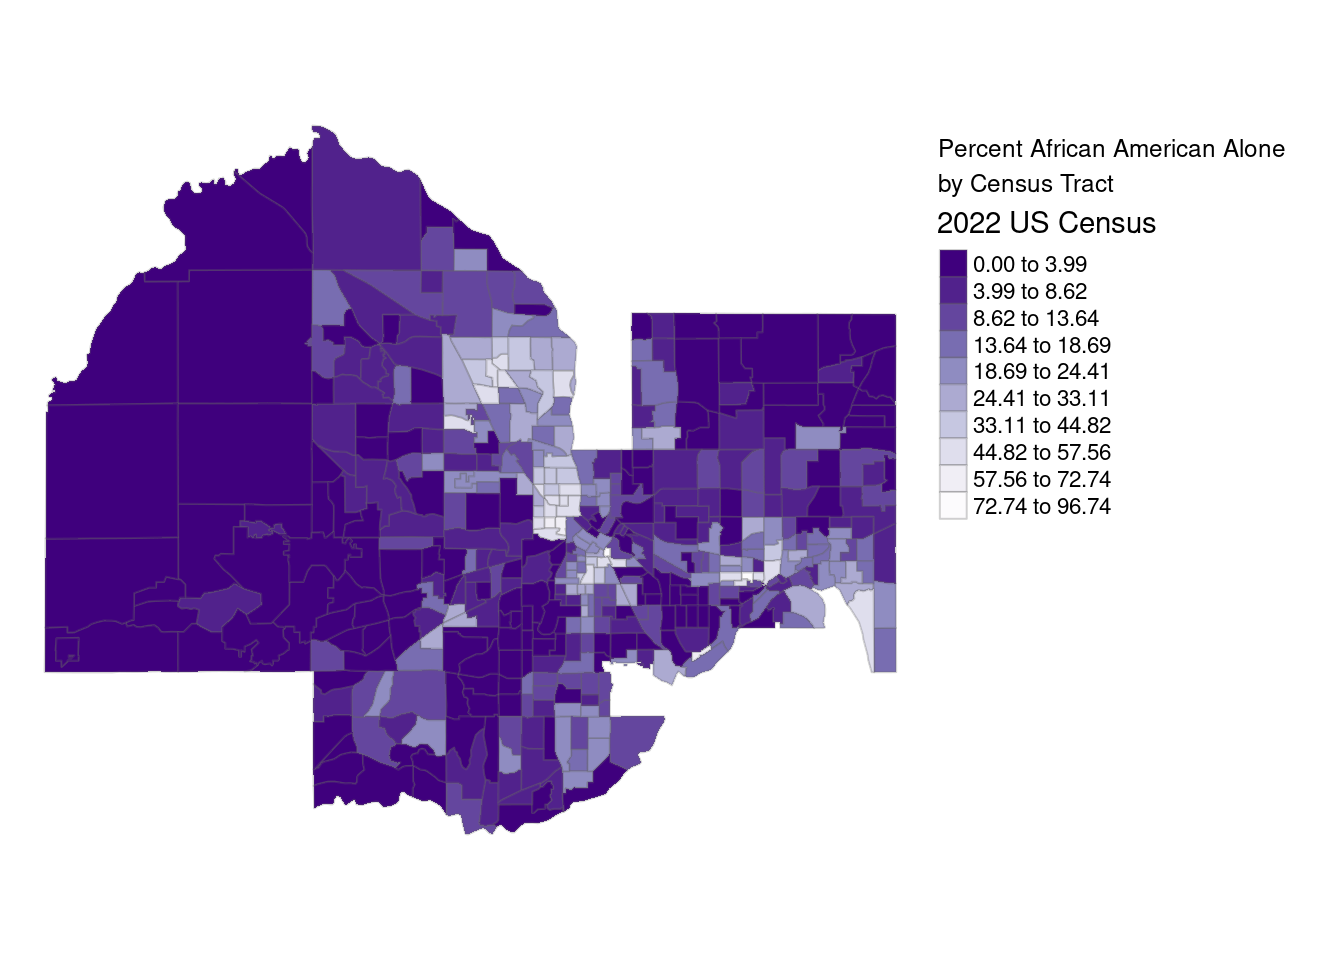 Percent African American Alone
by Census Tract
2022 US Census
0.00 to 3.99
3.99 to 8.62
8.62 to 13.64
13.64 to 18.69
18.69 to 24.41
24.41 to 33.11
33.11 to 44.82
44.82 to 57.56
57.56 to 72.74
72.74 to 96.74